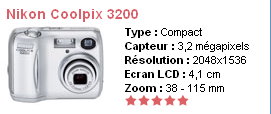 Nikon Coolpix 3200
Type : Compact
Capteur : 3,2 mégapixels
Résolution : 2048x1536
Ecran LCD : 4,1 cm
Zoom : 38 - 115 mm